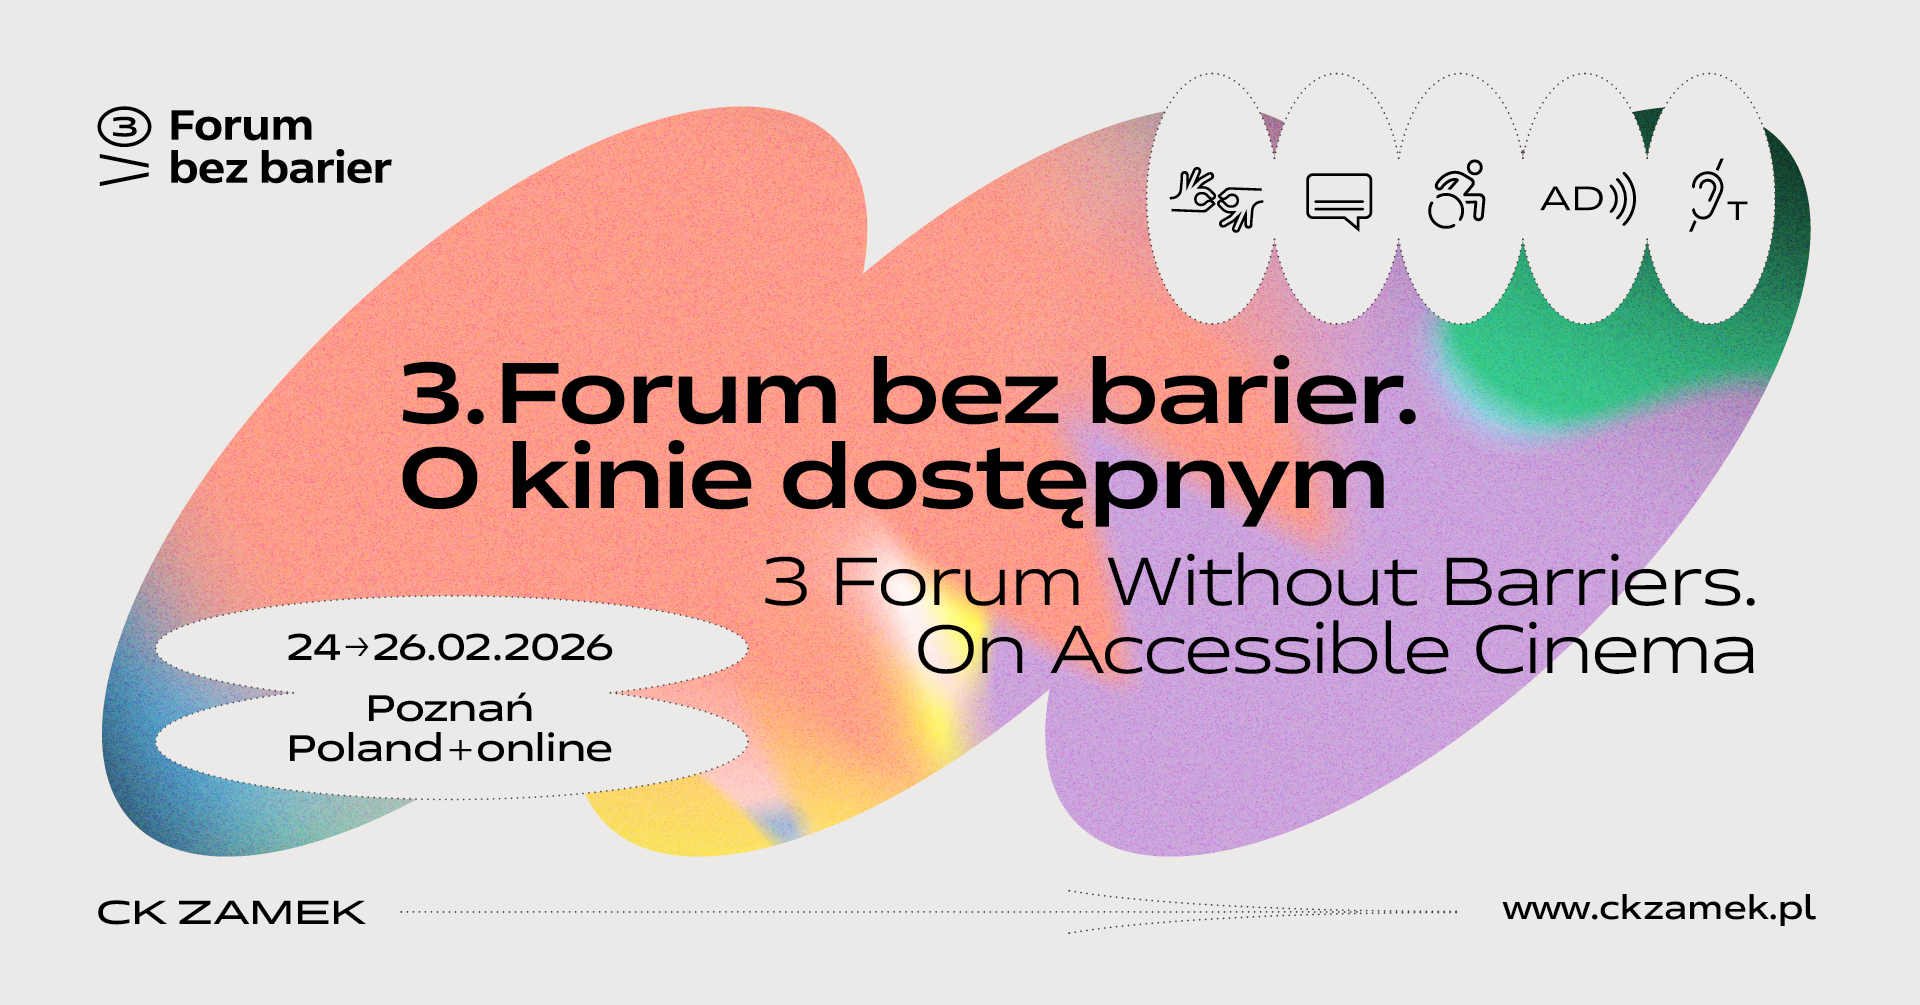 3 Forum
bez barier
AD
T
3. Forum bez barier.
O kinie dostępnym
3 Forum Without Barriers.
On Accessible Cinema
24→26.02.2026
Poznań
Poland+online
CK ZAMEK
www.ckzamek.pl